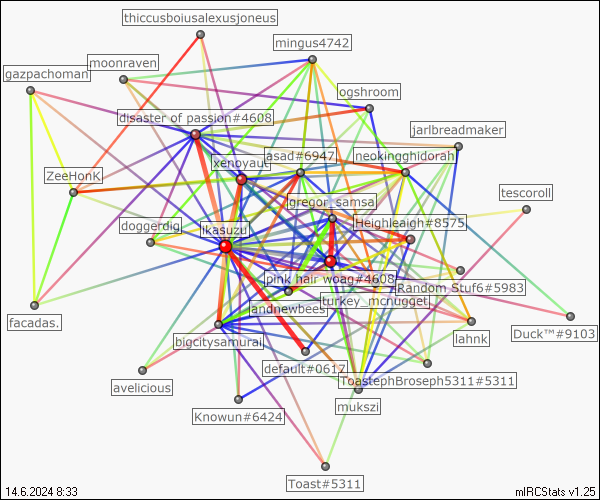 thiccusboiusalexusjoneus
mingus4742
moonraven
gazpachoman
ogshroom
disaster of passion#4608
jarlbreadmaker
asad#6947
neokingghidorah
xenoyaut
ZeeHonK
tescoroll
gregor_samsa
Heighleigh#8575
doggerdig
Ikasuzu
pink hair woag#4608
Random Stuf6#5983
turkey_mcnugget
andnewbees
facadas.
Duck™#9103
bigcitysamurai
lahnk
default#0617
ToastephBroseph5311#5311
avelicious
mukszi
Knowun#6424
Toast#5311
14.6.2024 8:33
mIRCStats v1.25